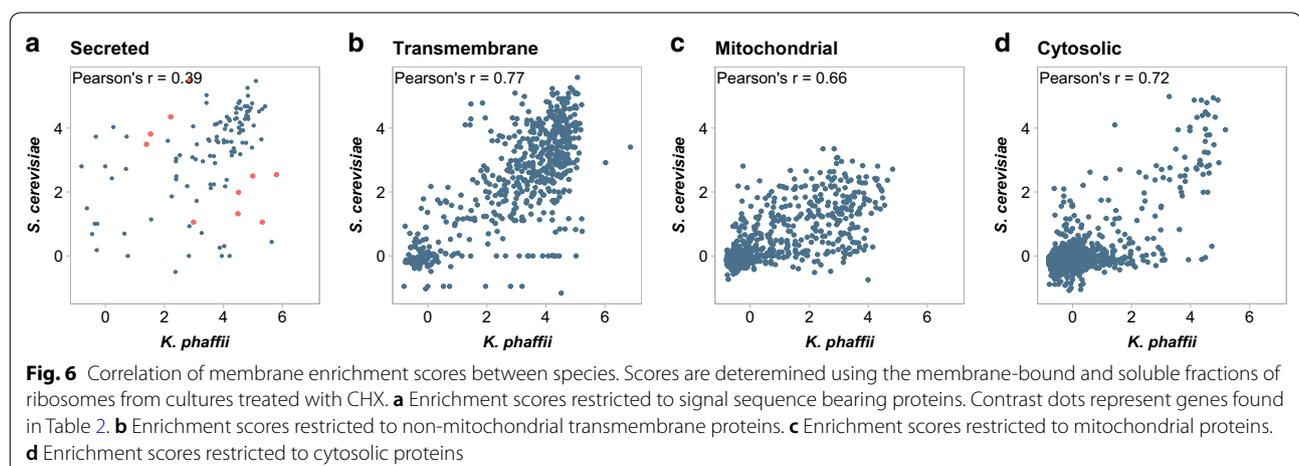 a Secreted
b Transmembrane
c Mitochondrial
d Cytosolic
Pearson's r = 0.39
Pearson's r = 0.77
Pearson's r = 0.66
Pearson's r = 0.72
S. cerevisiae
4
2
0
S. cerevisiae
4
2
0
S. cerevisiae
4
2
0
S. cerevisiae
4
2
0
0 2 4 6
0 2 4 6
0 2 4 6
0 2 4 6
K. phaffii
K. phaffii
K. phaffii
K. phaffii
Fig. 6 Correlation of membrane enrichment scores between species. Scores are deteremined using the membrane-bound and soluble fractions of
ribosomes from cultures treated with CHX. a Enrichment scores restricted to signal sequence bearing proteins. Contrast dots represent genes found
in Table 2. b Enrichment scores restricted to non-mitochondrial transmembrane proteins. c Enrichment scores restricted to mitochondrial proteins.
d Enrichment scores restricted to cytosolic proteins